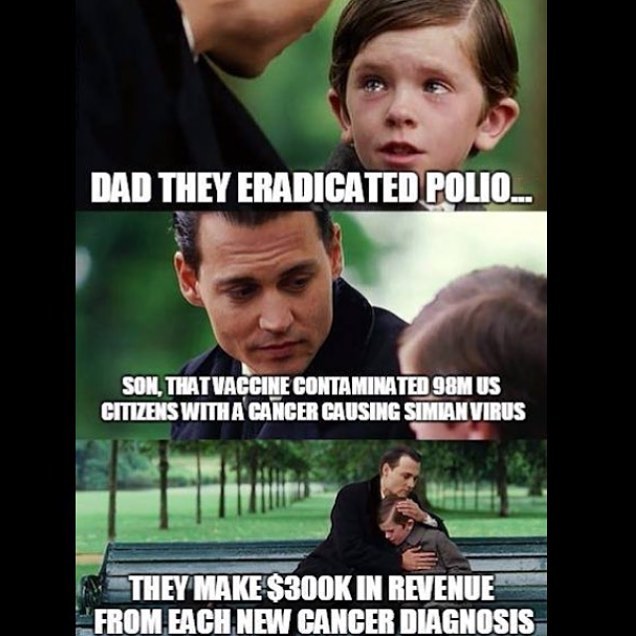 DAD THEY ERADICATED POLIO...
SON, THAT VACCINE CONTAMINATED 98M US
CITIZENS WITH A CANCER CAUSING SIMIAN VIRUS
THEY MAKE $300K IN REVENUE
FROM EACH NEW CANCER DIAGNOSIS